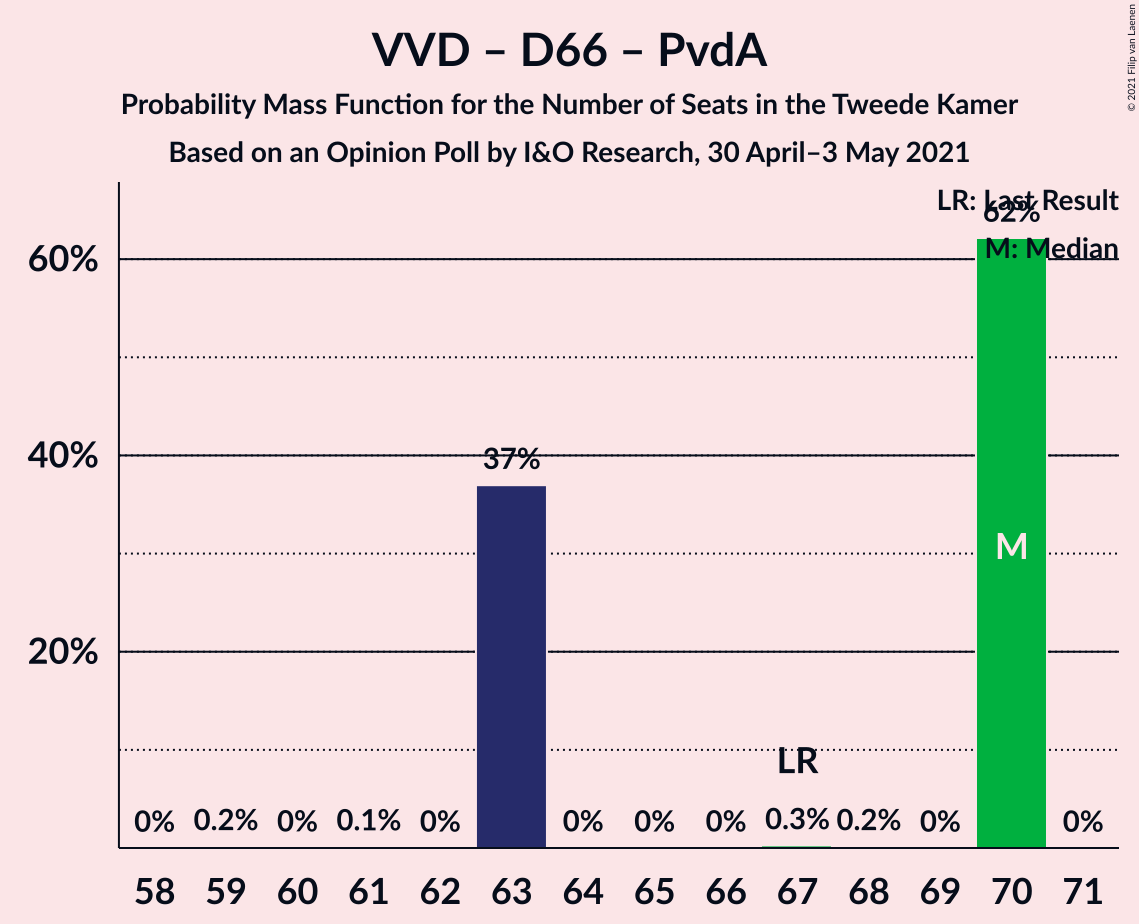 VVD – D66 – PvdA
Probability Mass Function for the Number of Seats in the Tweede Kamer
Based on an Opinion Poll by I&O Research, 30 April–3 May 2021
© 2021 Filip van Laenen
LR: Last Result
62%
M: Median
60%
40%
37%
M
20%
LR
0% 0.2% 0% 0.1% 0% 0% 0% 0% 0.3% 0.2% 0% 0%
58 59 60 61 62 63 64 65 66 67 68 69 70 71